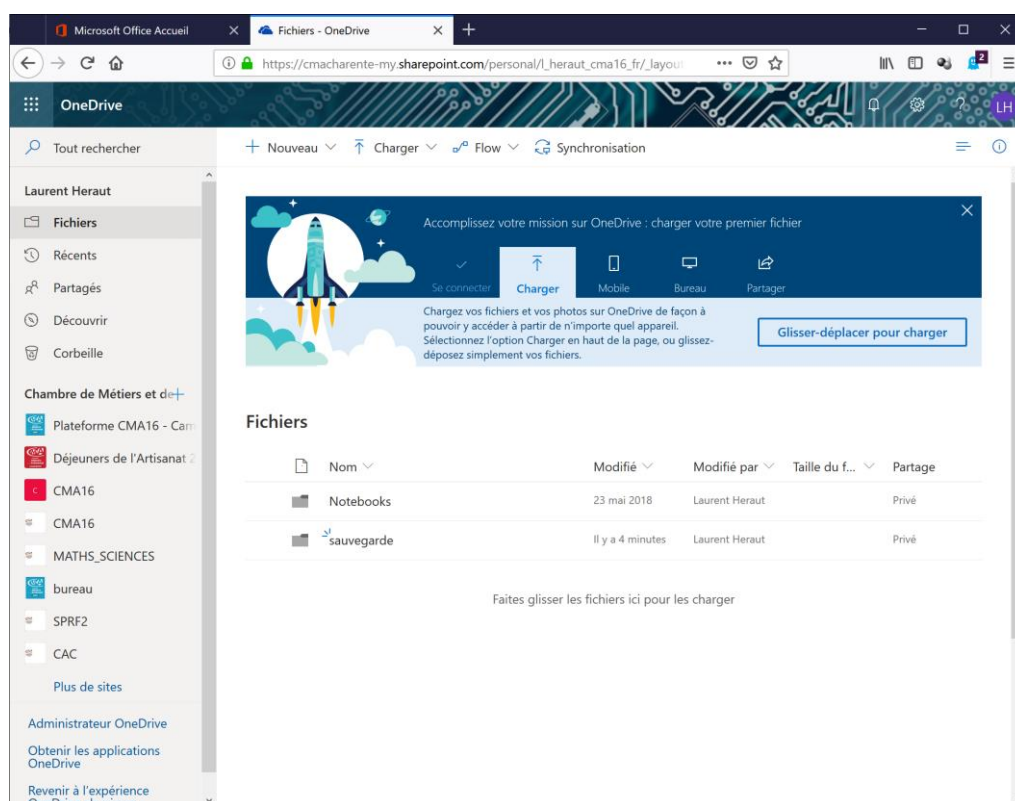 Microsoft Office Accueil
Fichiers - OneDrive
https://cmacharente-my.sharepoint.com/personal/l_heraut_cma16_fr/_layou
2
OneDrive
LH
Tout rechercher
Nouveau
Charger
Flow
Synchronisation
Laurent Heraut
Fichiers
Récents
Partagés
Découvrir
Corbeille
Chambre de Métiers et de
Plateforme CMA16 - Cam
Déjeuners de l'Artisanat 2
C
CMA16
CMA16
MATHS_SCIENCES
bureau
SPRF2
CAC
Plus de sites
Administrateur OneDrive
Obtenir les applications
OneDrive
Revenir à l'expérience
Accomplissez votre mission sur OneDrive : charger votre premier fichier
Se connecter
Charger
Mobile
Bureau
Partager
Chargez vos fichiers et vos photos sur OneDrive de façon à
pouvoir y accéder à partir de n'importe quel appareil.
Sélectionnez l'option Charger en haut de la page, ou glissez-
déposez simplement vos fichiers.
Glisser-déplacer pour charger
Fichiers
Nom Modifié Modifié par Taille du f... Partage
Notebooks 23 mai 2018 Laurent Heraut Privé
sauvegarde Il y a 4 minutes Laurent Heraut Privé
Faites glisser les fichiers ici pour les charger